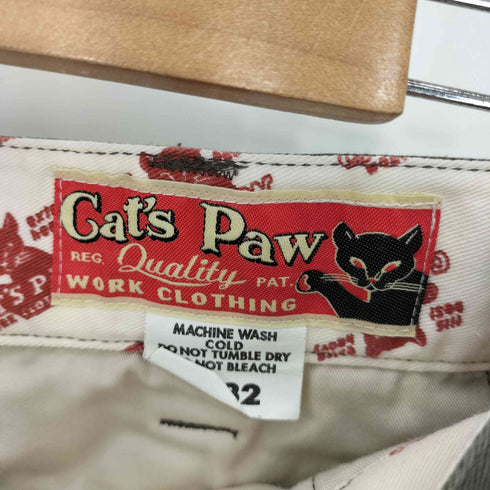 Cat's Paw
REG. Quality PAT.
WORK CLOTHING
MACHINE WASH
COLD
DO NOT TUMBLE DRY
NOT BLEACH
32